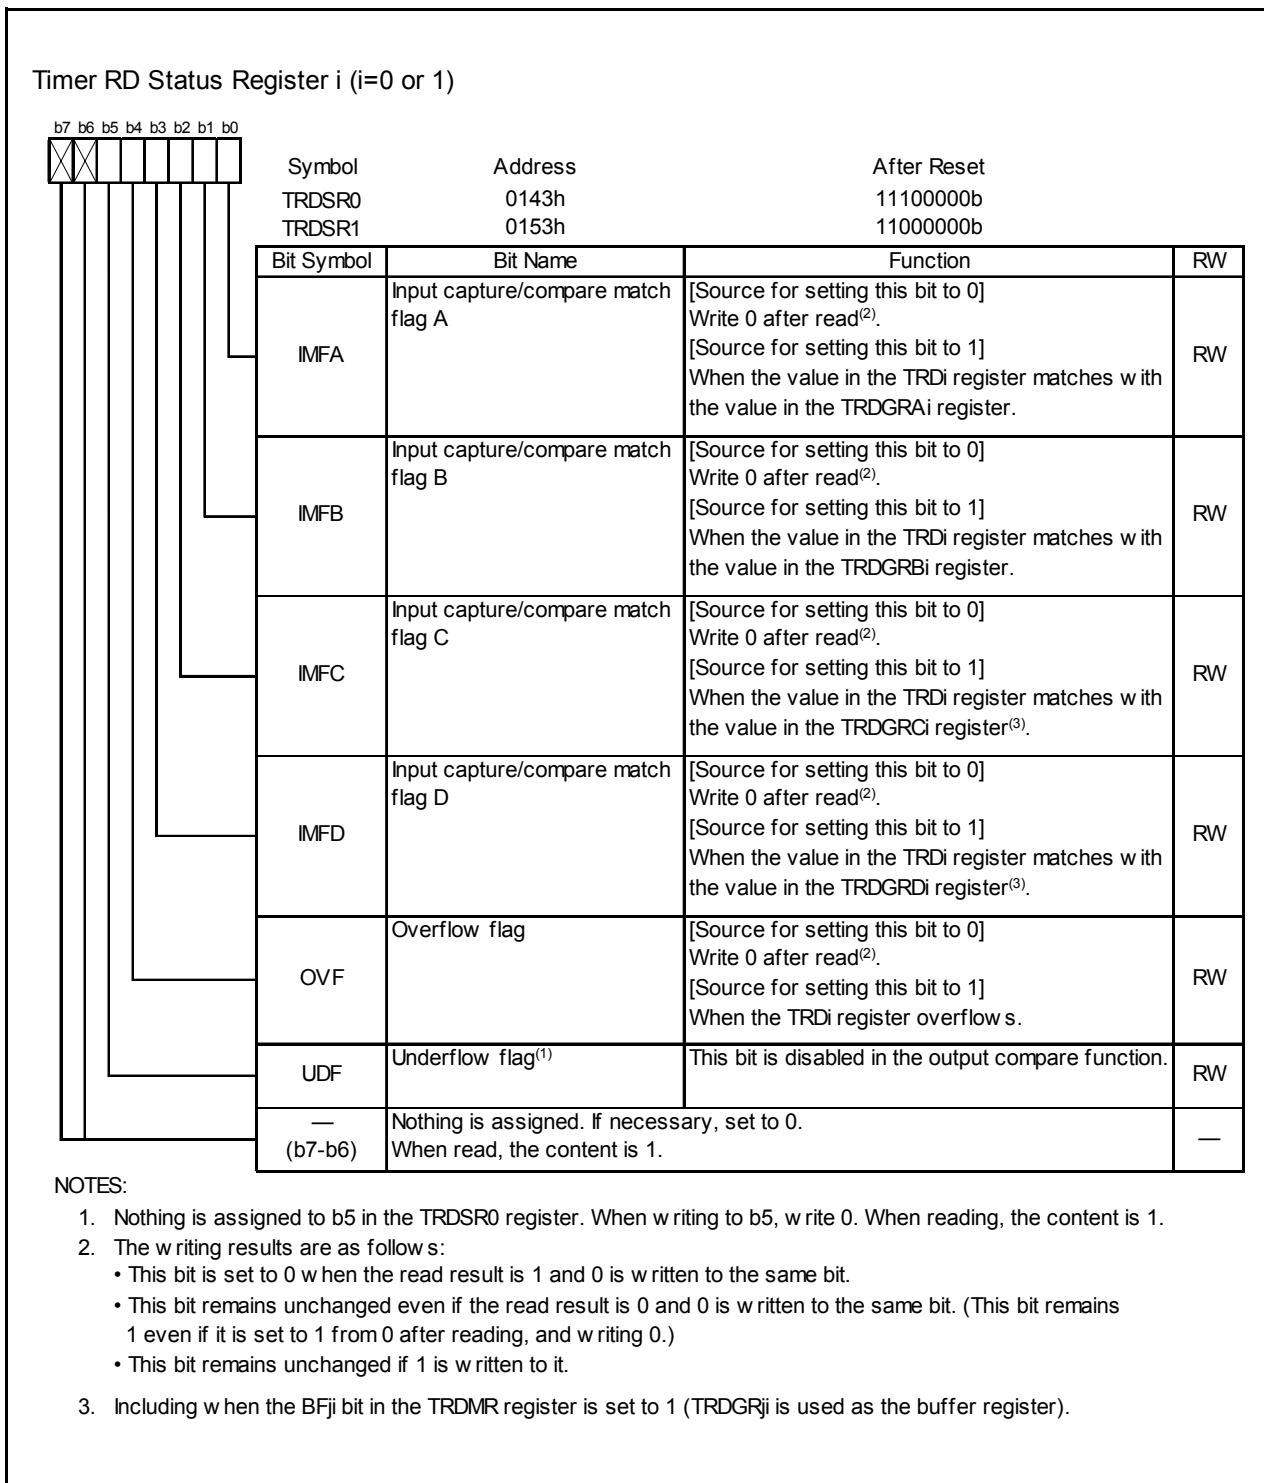 Timer RD Status Register i (i=0 or 1)
b7 b6 b5 b4 b3 b2 b1 b0
Symbol Address After Reset
TRDSR0 0143h 11100000b
TRDSR1 0153h 11000000b
Bit Symbol Bit Name Function RW
IMFA
Input capture/compare match
flag A
[Source for setting this bit to 0]
Write 0 after read(2).
[Source for setting this bit to 1]
When the value in the TRDi register matches with
the value in the TRDGRAi register.
RW
IMFB
Input capture/compare match
flag B
[Source for setting this bit to 0]
Write 0 after read(2).
[Source for setting this bit to 1]
When the value in the TRDi register matches with
the value in the TRDGRBi register.
RW
IMFC
Input capture/compare match
flag C
[Source for setting this bit to 0]
Write 0 after read(2).
[Source for setting this bit to 1]
When the value in the TRDi register matches with
the value in the TRDGRCi register(3).
RW
IMFD
Input capture/compare match
flag D
[Source for setting this bit to 0]
Write 0 after read(2).
[Source for setting this bit to 1]
When the value in the TRDi register matches with
the value in the TRDGRDi register(3).
RW
OVF
Overflow flag
[Source for setting this bit to 0]
Write 0 after read(2).
[Source for setting this bit to 1]
When the TRDi register overflows.
RW
UDF
Underflow flag(1)
This bit is disabled in the output compare function.
RW
—
(b7-b6)
Nothing is assigned. If necessary, set to 0.
When read, the content is 1.
—
NOTES:
1. Nothing is assigned to b5 in the TRDSR0 register. When writing to b5, write 0. When reading, the content is 1.
2. The writing results are as follows:
• This bit is set to 0 when the read result is 1 and 0 is written to the same bit.
• This bit remains unchanged even if the read result is 0 and 0 is written to the same bit. (This bit remains
1 even if it is set to 1 from 0 after reading, and writing 0.)
• This bit remains unchanged if 1 is written to it.
3. Including when the BFji bit in the TRDMR register is set to 1 (TRDGRji is used as the buffer register).